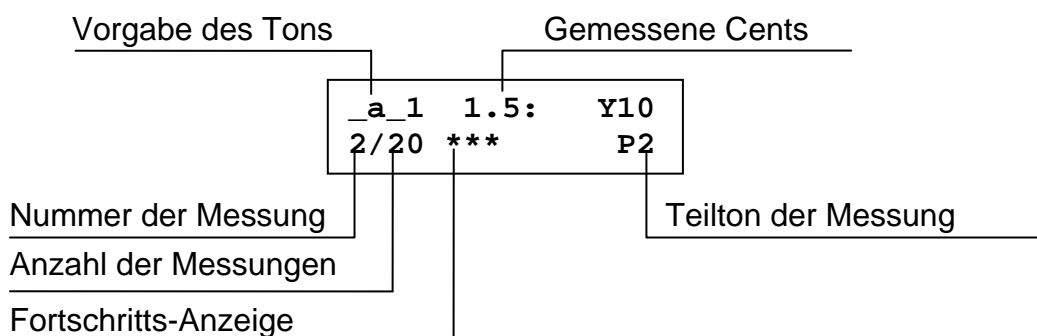 Vorgabe des Tons Gemessene Cents
_a_1 1.5: Y10
2/20 *** P2
Nummer der Messung Teilton der Messung
Anzahl der Messungen
Fortschritts-Anzeige